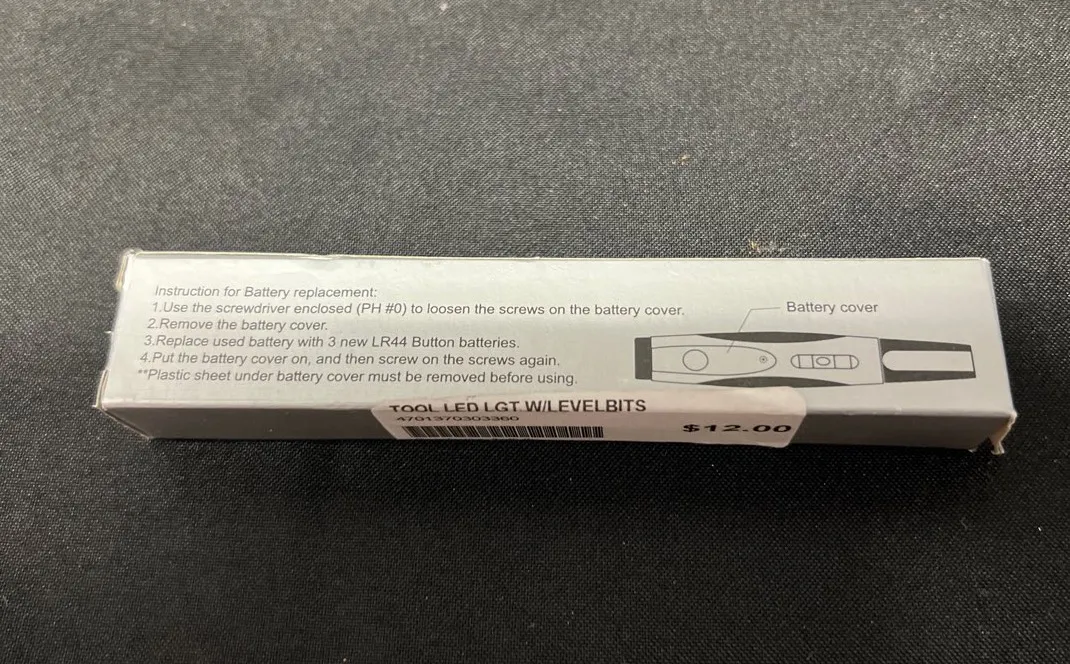 Instruction for Battery replacement:
1.Use the screwdriver enclosed (PH #0) to loosen the screws on the battery cover.
2.Remove the battery cover.
3.Replace used battery with 3 new LR44 Button batteries.
4.Put the battery cover on, and then screw on the screws again.
**Plastic sheet under battery cover must be removed before using.
Battery cover
TOOL LED LGT W/LEVELBITS
4701370303360
$12.00